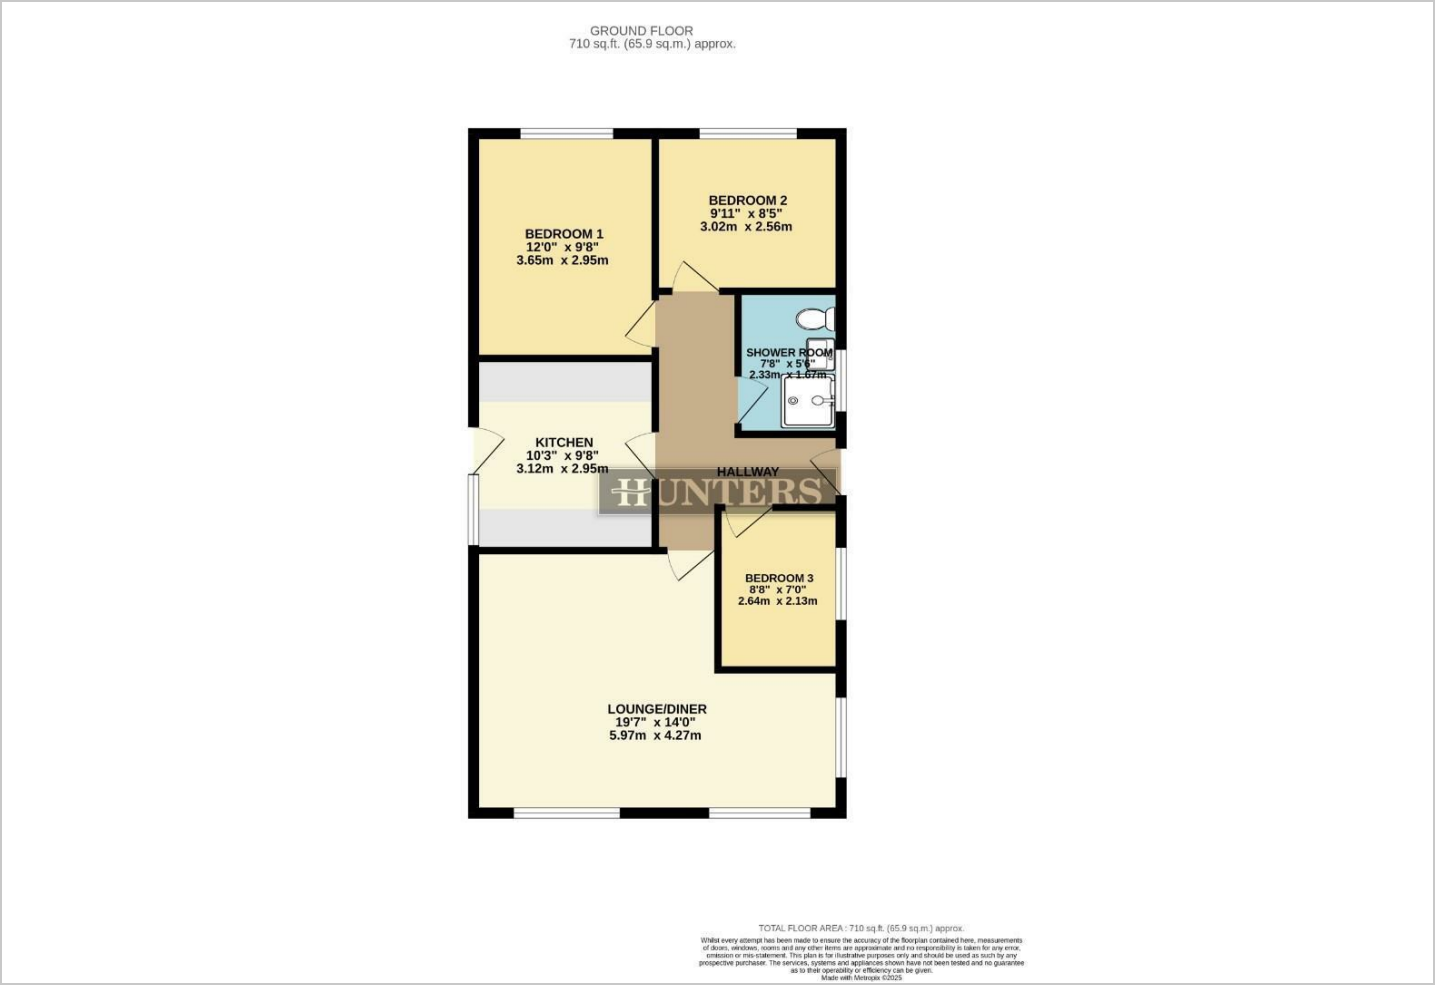 GROUND FLOOR
710 sq.ft. (65.9 sq.m.) approx.
BEDROOM 2
9'11" x 8'5"
3.02m x 2.56m
BEDROOM 1
12'0" x 9'8"
3.65m x 2.95m
SHOWER ROOM
7'8" x 5'6"
2.33m x 1.67m
KITCHEN
10'3" x 9'8"
3.12m x 2.95m
HALLWAY
HUNTERS
BEDROOM 3
8'8" x 7'0"
2.64m x 2.13m
LOUNGE/DINER
19'7" x 14'0"
5.97m x 4.27m
TOTAL FLOOR AREA : 710 sq.ft. (65.9 sq.m.) approx.
Whilst every attempt has been made to ensure the accuracy of the floorplan contained here, measurements
of doors, windows, rooms and any other items are approximate and no responsibility is taken for any error,
omission or mis-statement. This plan is for illustrative purposes only and should be used as such by any
prospective purchaser. The services, systems and appliances shown have not been tested and no guarantee
as to their operability or efficiency can be given.
Made with Metropix ©2025